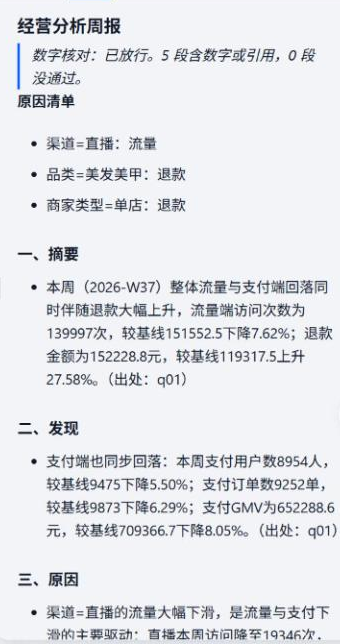 经营分析周报
数字核对：已放行。5 段含数字或引用，0 段
没通过。
原因清单
• 渠道=直播：流量
• 品类=美发美甲：退款
• 商家类型=单店：退款
一、摘要
• 本周（2026-W37）整体流量与支付端回落同
时伴随退款大幅上升，流量端访问次数为
139997次，较基线151552.5下降7.62%；退款
金额为152228.8元，较基线119317.5上升
27.58%。（出处：q01）
二、发现
• 支付端也同步回落：本周支付用户数8954人，
较基线9475下降5.50%；支付订单数9252单，
较基线9873下降6.29%；支付GMV为652288.6
元，较基线709366.7下降8.05%。（出处：q01）
三、原因
• 渠道=直播的流量大幅下滑，是流量与支付下
滑的主要驱动：直播本周访问降至19346次，